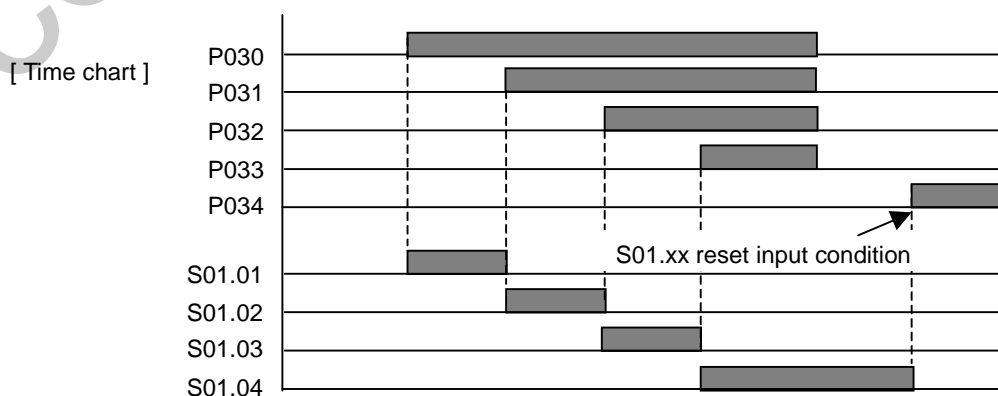 [ Time chart ]
P030
P031
P032
P033
P034
S01.xx reset input condition
S01.01
S01.02
S01.03
S01.04